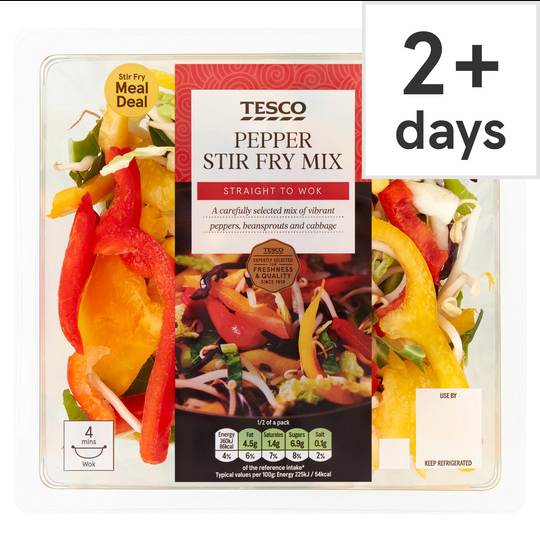 2+
days
Stir Fry
Meal
Deal
TESCO
PEPPER
STIR FRY MIX
STRAIGHT TO WOK
A carefully selected mix of vibrant
peppers, beansprouts and cabbage
TESCO
EXPERTLY SELECTED
FOR
FRESHNESS
& QUALITY
SINCE 1919
4
mins
Wok
1/2 of a pack
Energy Fat Saturates Sugars Salt
360kJ
86kcal 4.5g 1.4g 6.9g 0.1g
4% 6% 7% 8% 2%
of the reference intake*
Typical values per 100g: Energy 225kJ / 54kcal
USE BY
KEEP REFRIGERATED